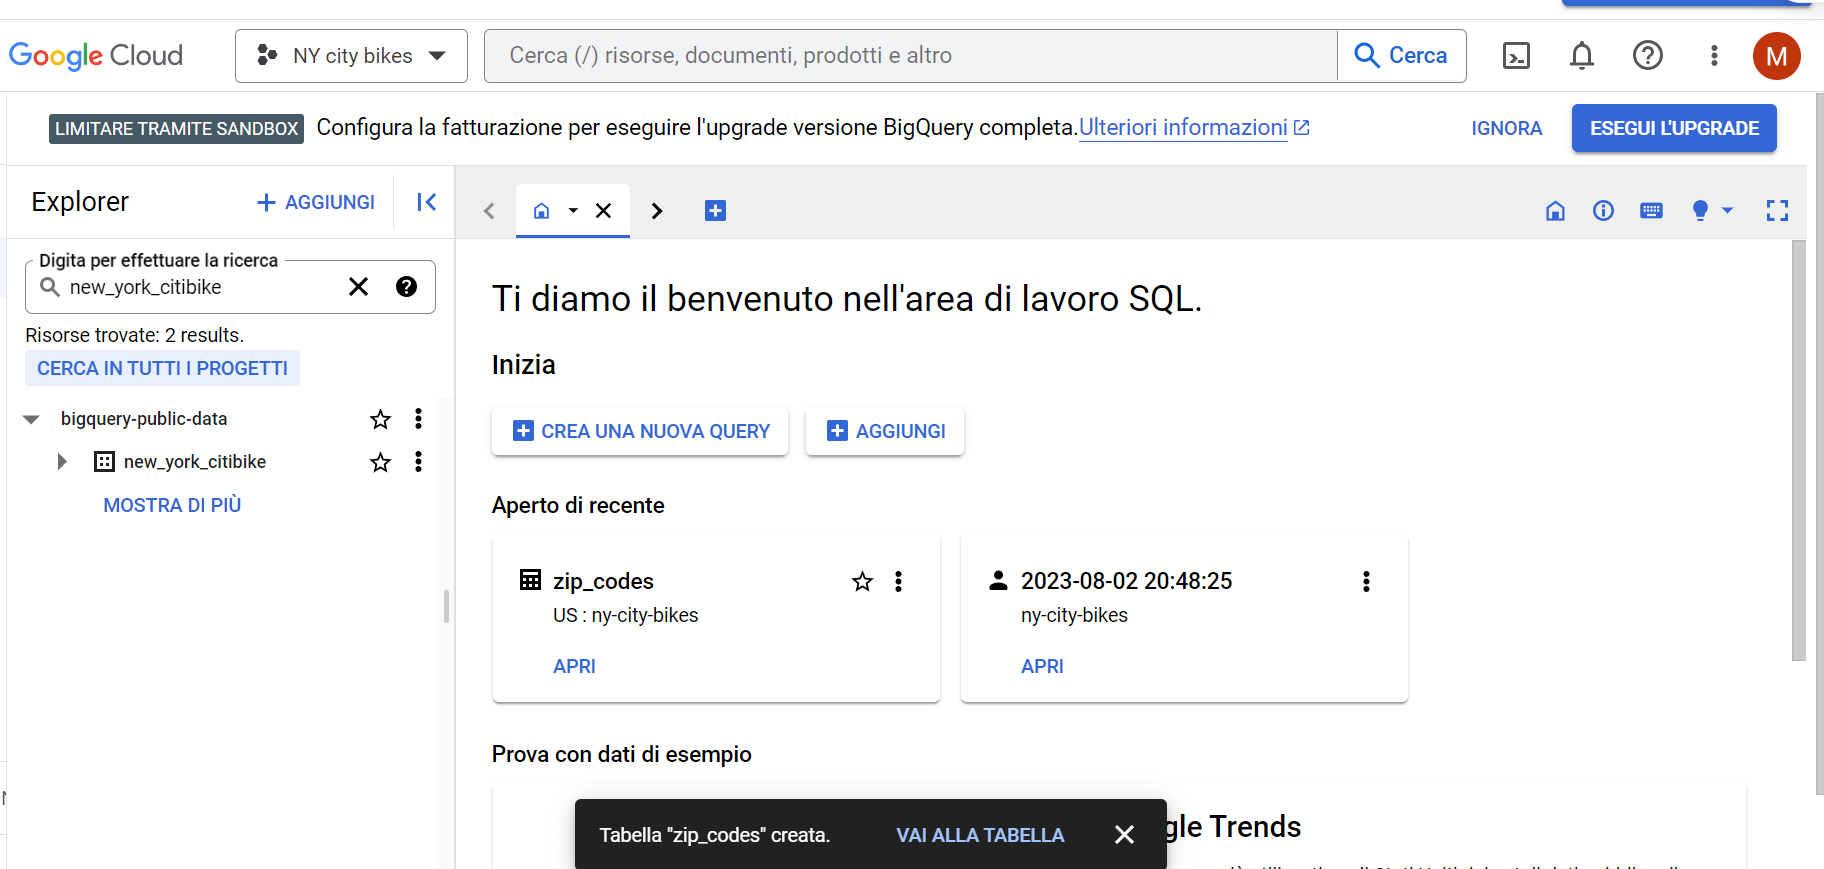 Google Cloud
NY city bikes
Cerca (/) risorse, documenti, prodotti e altro
Cerca
M
LIMITARE TRAMITE SANDBOX
Configura la fatturazione per eseguire l'upgrade versione BigQuery completa.Ulteriori informazioni
IGNORA
ESEGUI L'UPGRADE
Explorer
AGGIUNGI
Digita per effettuare la ricerca
new_york_citibike
Risorse trovate: 2 results.
CERCA IN TUTTI I PROGETTI
bigquery-public-data
new_york_citibike
MOSTRA DI PIÙ
Ti diamo il benvenuto nell'area di lavoro SQL.
Inizia
CREA UNA NUOVA QUERY
AGGIUNGI
Aperto di recente
zip_codes
US : ny-city-bikes
APRI
2023-08-02 20:48:25
ny-city-bikes
APRI
Prova con dati di esempio
gle Trends
Tabella "zip_codes" creata.
VAI ALLA TABELLA